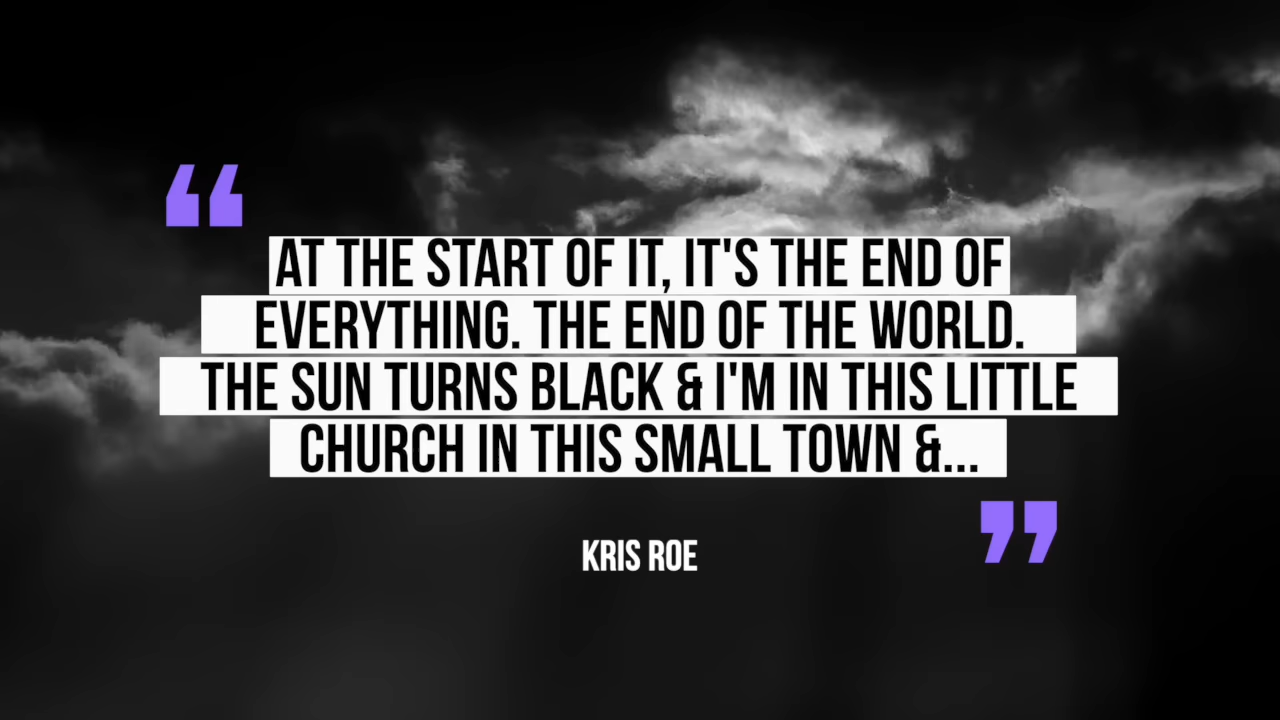 “
AT THE START OF IT, IT'S THE END OF
EVERYTHING. THE END OF THE WORLD.
THE SUN TURNS BLACK & I'M IN THIS LITTLE
CHURCH IN THIS SMALL TOWN &...
”
KRIS ROE